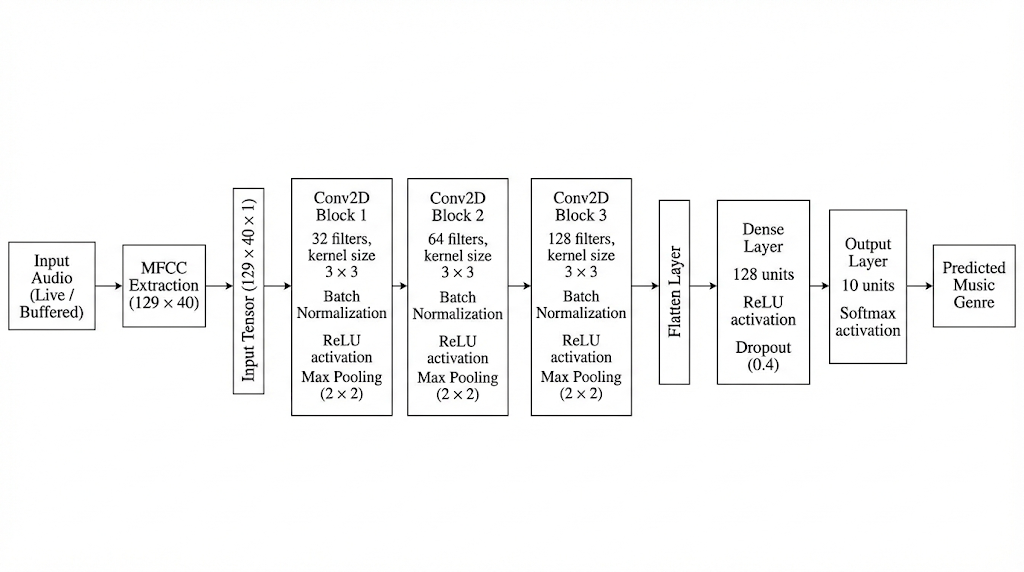 Input
Audio
(Live /
Buffered)
MFCC
Extraction
(129 × 40)
Input Tensor (129 × 40 × 1)
Conv2D
Block 1
32 filters,
kernel size
3 × 3
Batch
Normalization
ReLU
activation
Max Pooling
(2 × 2)
Conv2D
Block 2
64 filters,
kernel size
3 × 3
Batch
Normalization
ReLU
activation
Max Pooling
(2 × 2)
Conv2D
Block 3
128 filters,
kernel size
3 × 3
Batch
Normalization
ReLU
activation
Max Pooling
(2 × 2)
Flatten Layer
Dense
Layer
128 units
ReLU
activation
Dropout
(0.4)
Output
Layer
10 units
Softmax
activation
Predicted
Music
Genre